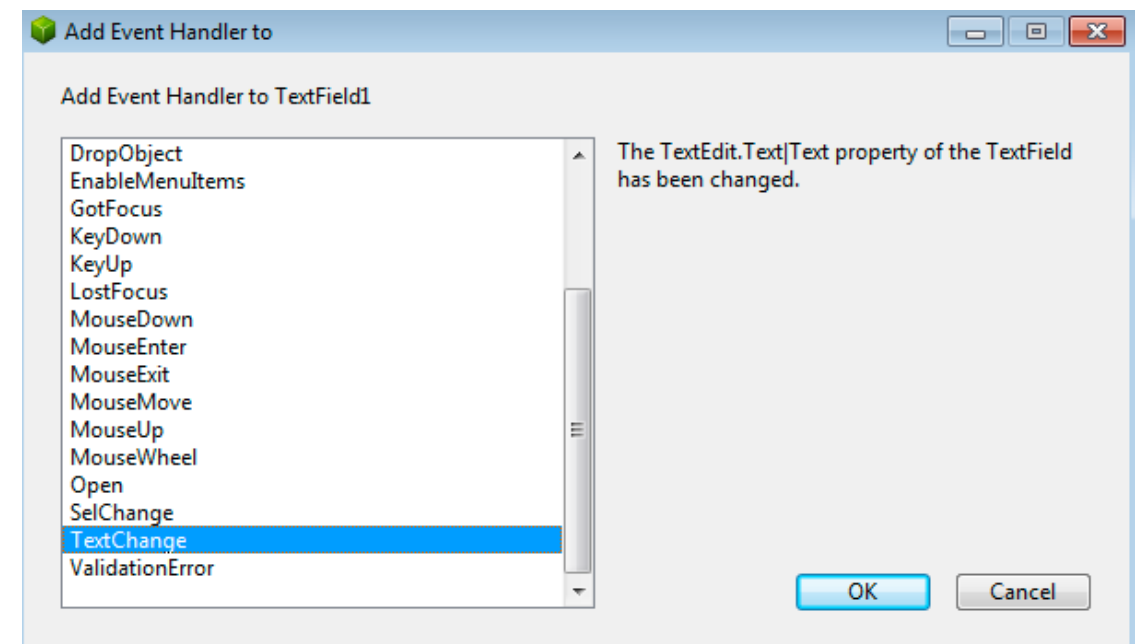 Add Event Handler to
Add Event Handler to TextField1
DropObject
EnableMenuItems
GotFocus
KeyDown
KeyUp
LostFocus
MouseDown
MouseEnter
MouseExit
MouseMove
MouseUp
MouseWheel
Open
SelChange
TextChange
ValidationError
The TextEdit.Text|Text property of the TextField
has been changed.
OK
Cancel